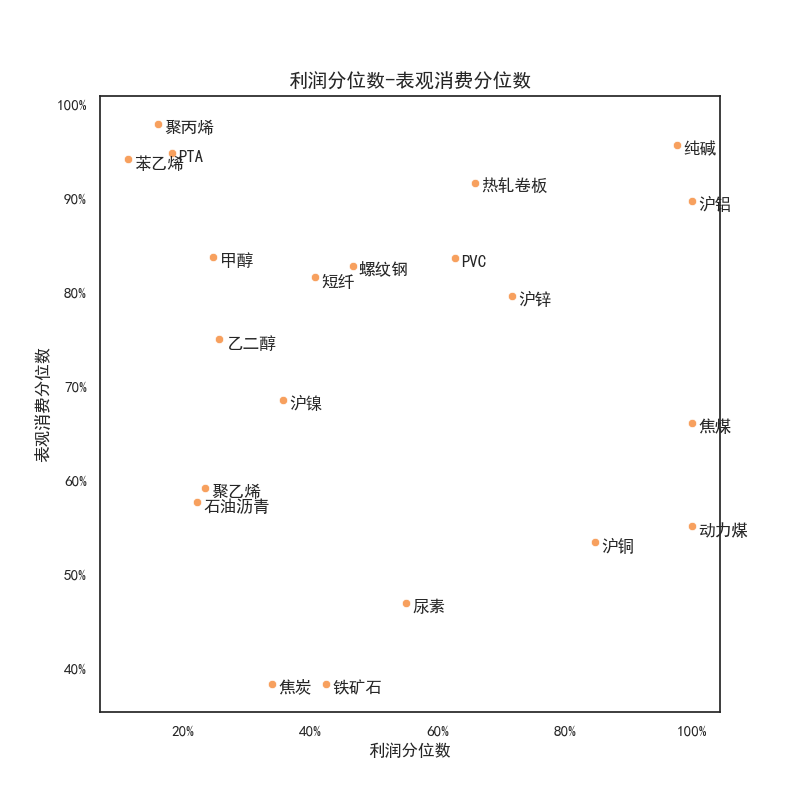 利润分位数-表观消费分位数
100%
聚丙烯
苯乙烯
PTA
纯碱
热轧卷板
90%
沪铝
甲醇
螺纹钢
PVC
短纤
80%
沪锌
乙二醇
70%
沪镍
焦煤
表观消费分位数
60%
聚乙烯
石油沥青
动力煤
沪铜
50%
尿素
40%
焦炭
铁矿石
20%
40%
60%
80%
100%
利润分位数